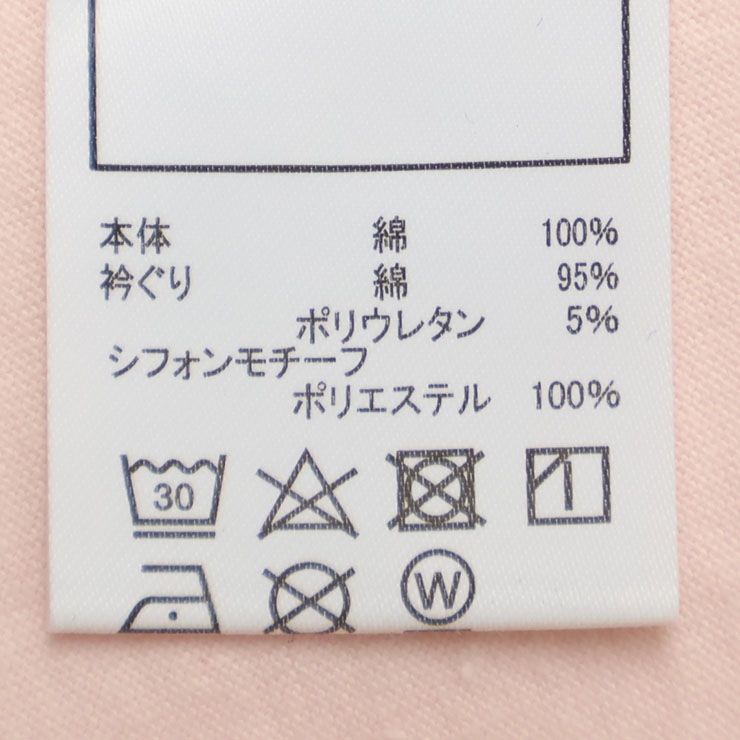 本体 綿 100%
衿ぐり 綿 95%
ポリウレタン 5%
シフォンモチーフ
ポリエステル 100%
30
W